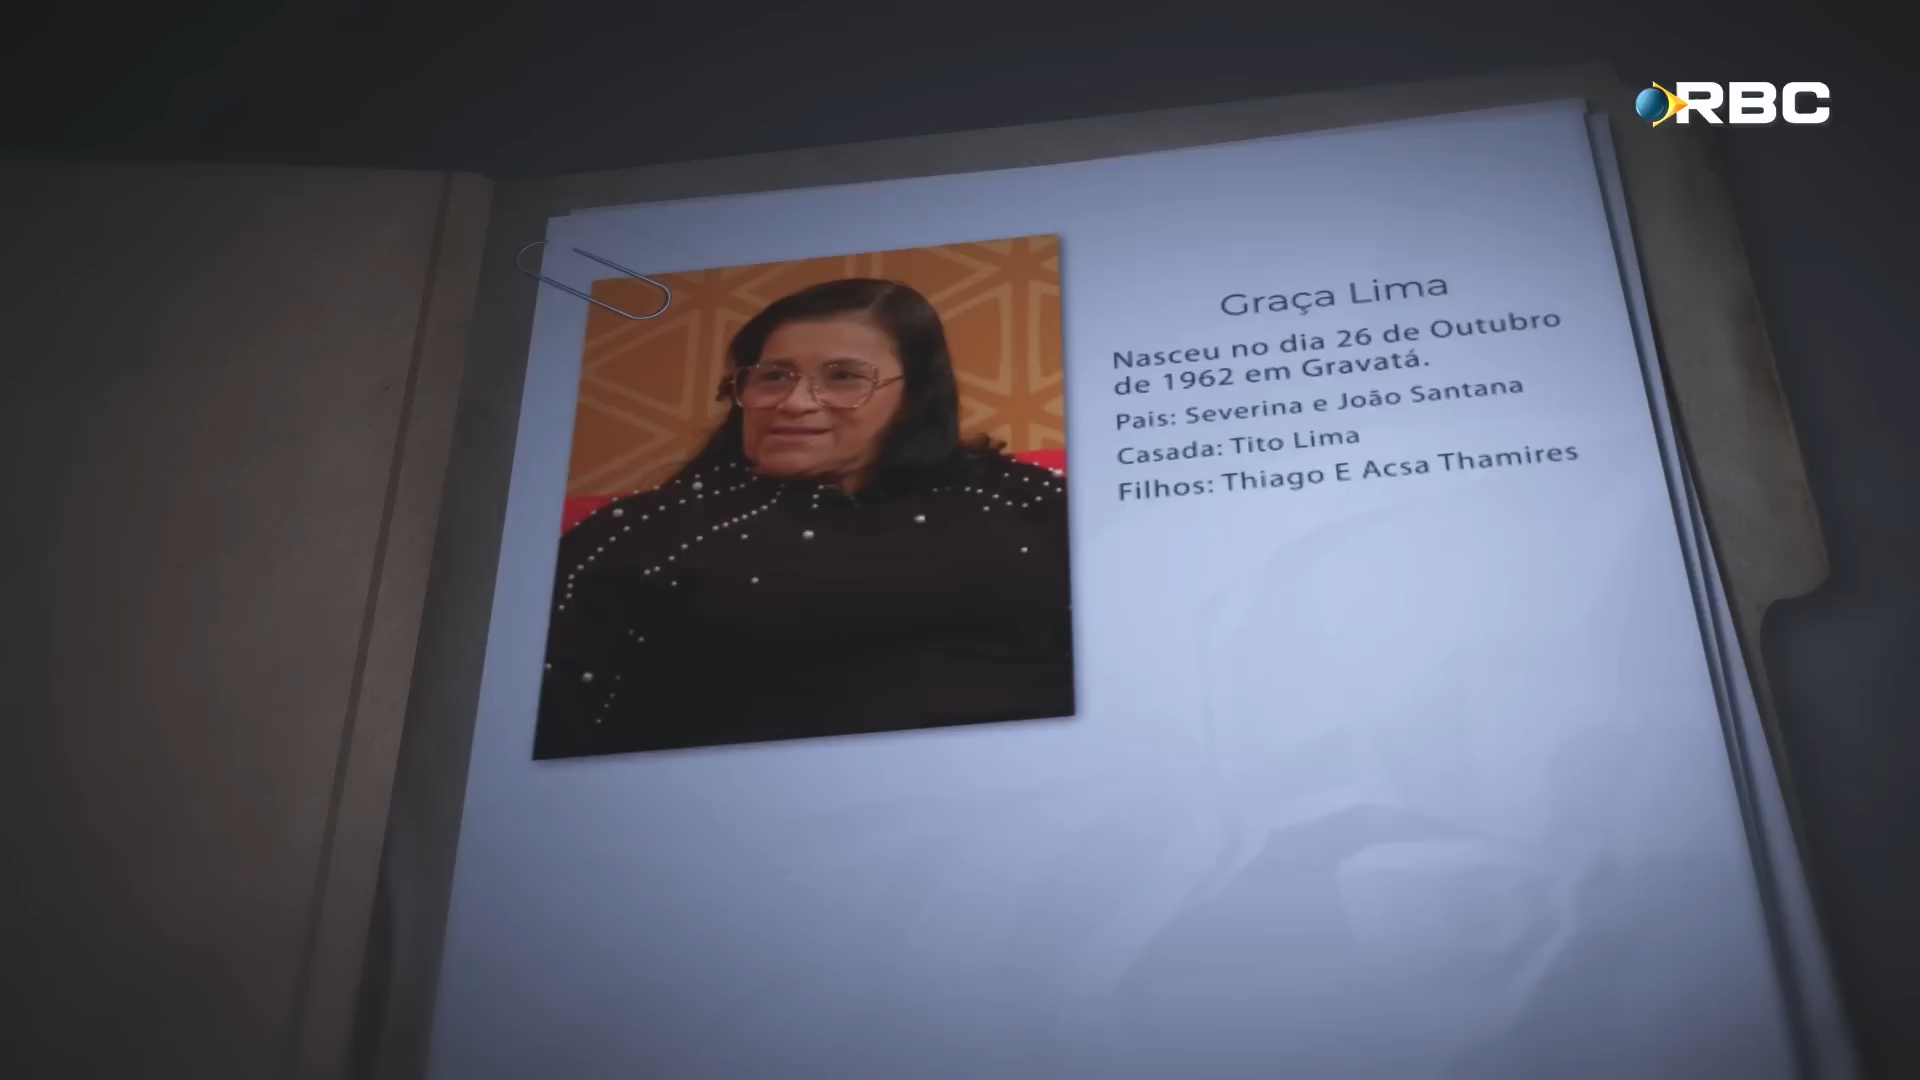 RBC
Graça Lima
Nasceu no dia 26 de Outubro
de 1962 em Gravatá.
Pais: Severina e João Santana
Casada: Tito Lima
Filhos: Thiago E Acsa Thamires